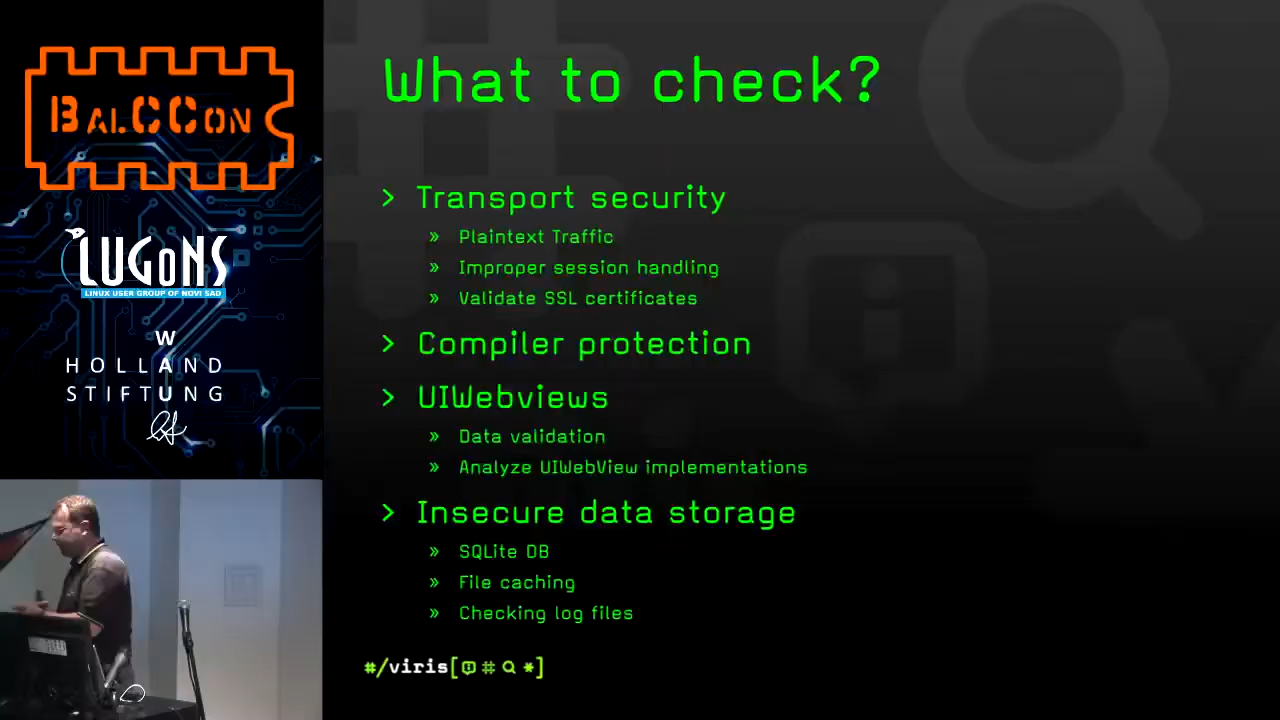 BALCCON
LUGoNS
LINUX USER GROUP OF NOVI SAD
W
HOLLAND
STIFTUNG
What to check?
> Transport security
» Plaintext Traffic
» Improper session handling
» Validate SSL certificates
> Compiler protection
> UIWebviews
» Data validation
» Analyze UIWebView implementations
> Insecure data storage
» SQLite DB
» File caching
» Checking log files
#/viris[ # *]